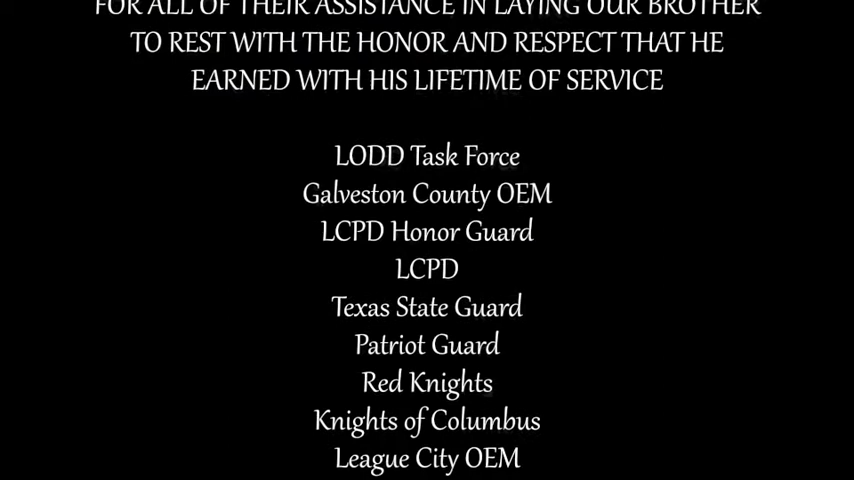 FOR ALL OF THEIR ASSISTANCE IN LAYING OUR BROTHER
TO REST WITH THE HONOR AND RESPECT THAT HE
EARNED WITH HIS LIFETIME OF SERVICE
LODD Task Force
Galveston County OEM
LCPD Honor Guard
LCPD
Texas State Guard
Patriot Guard
Red Knights
Knights of Columbus
League City OEM